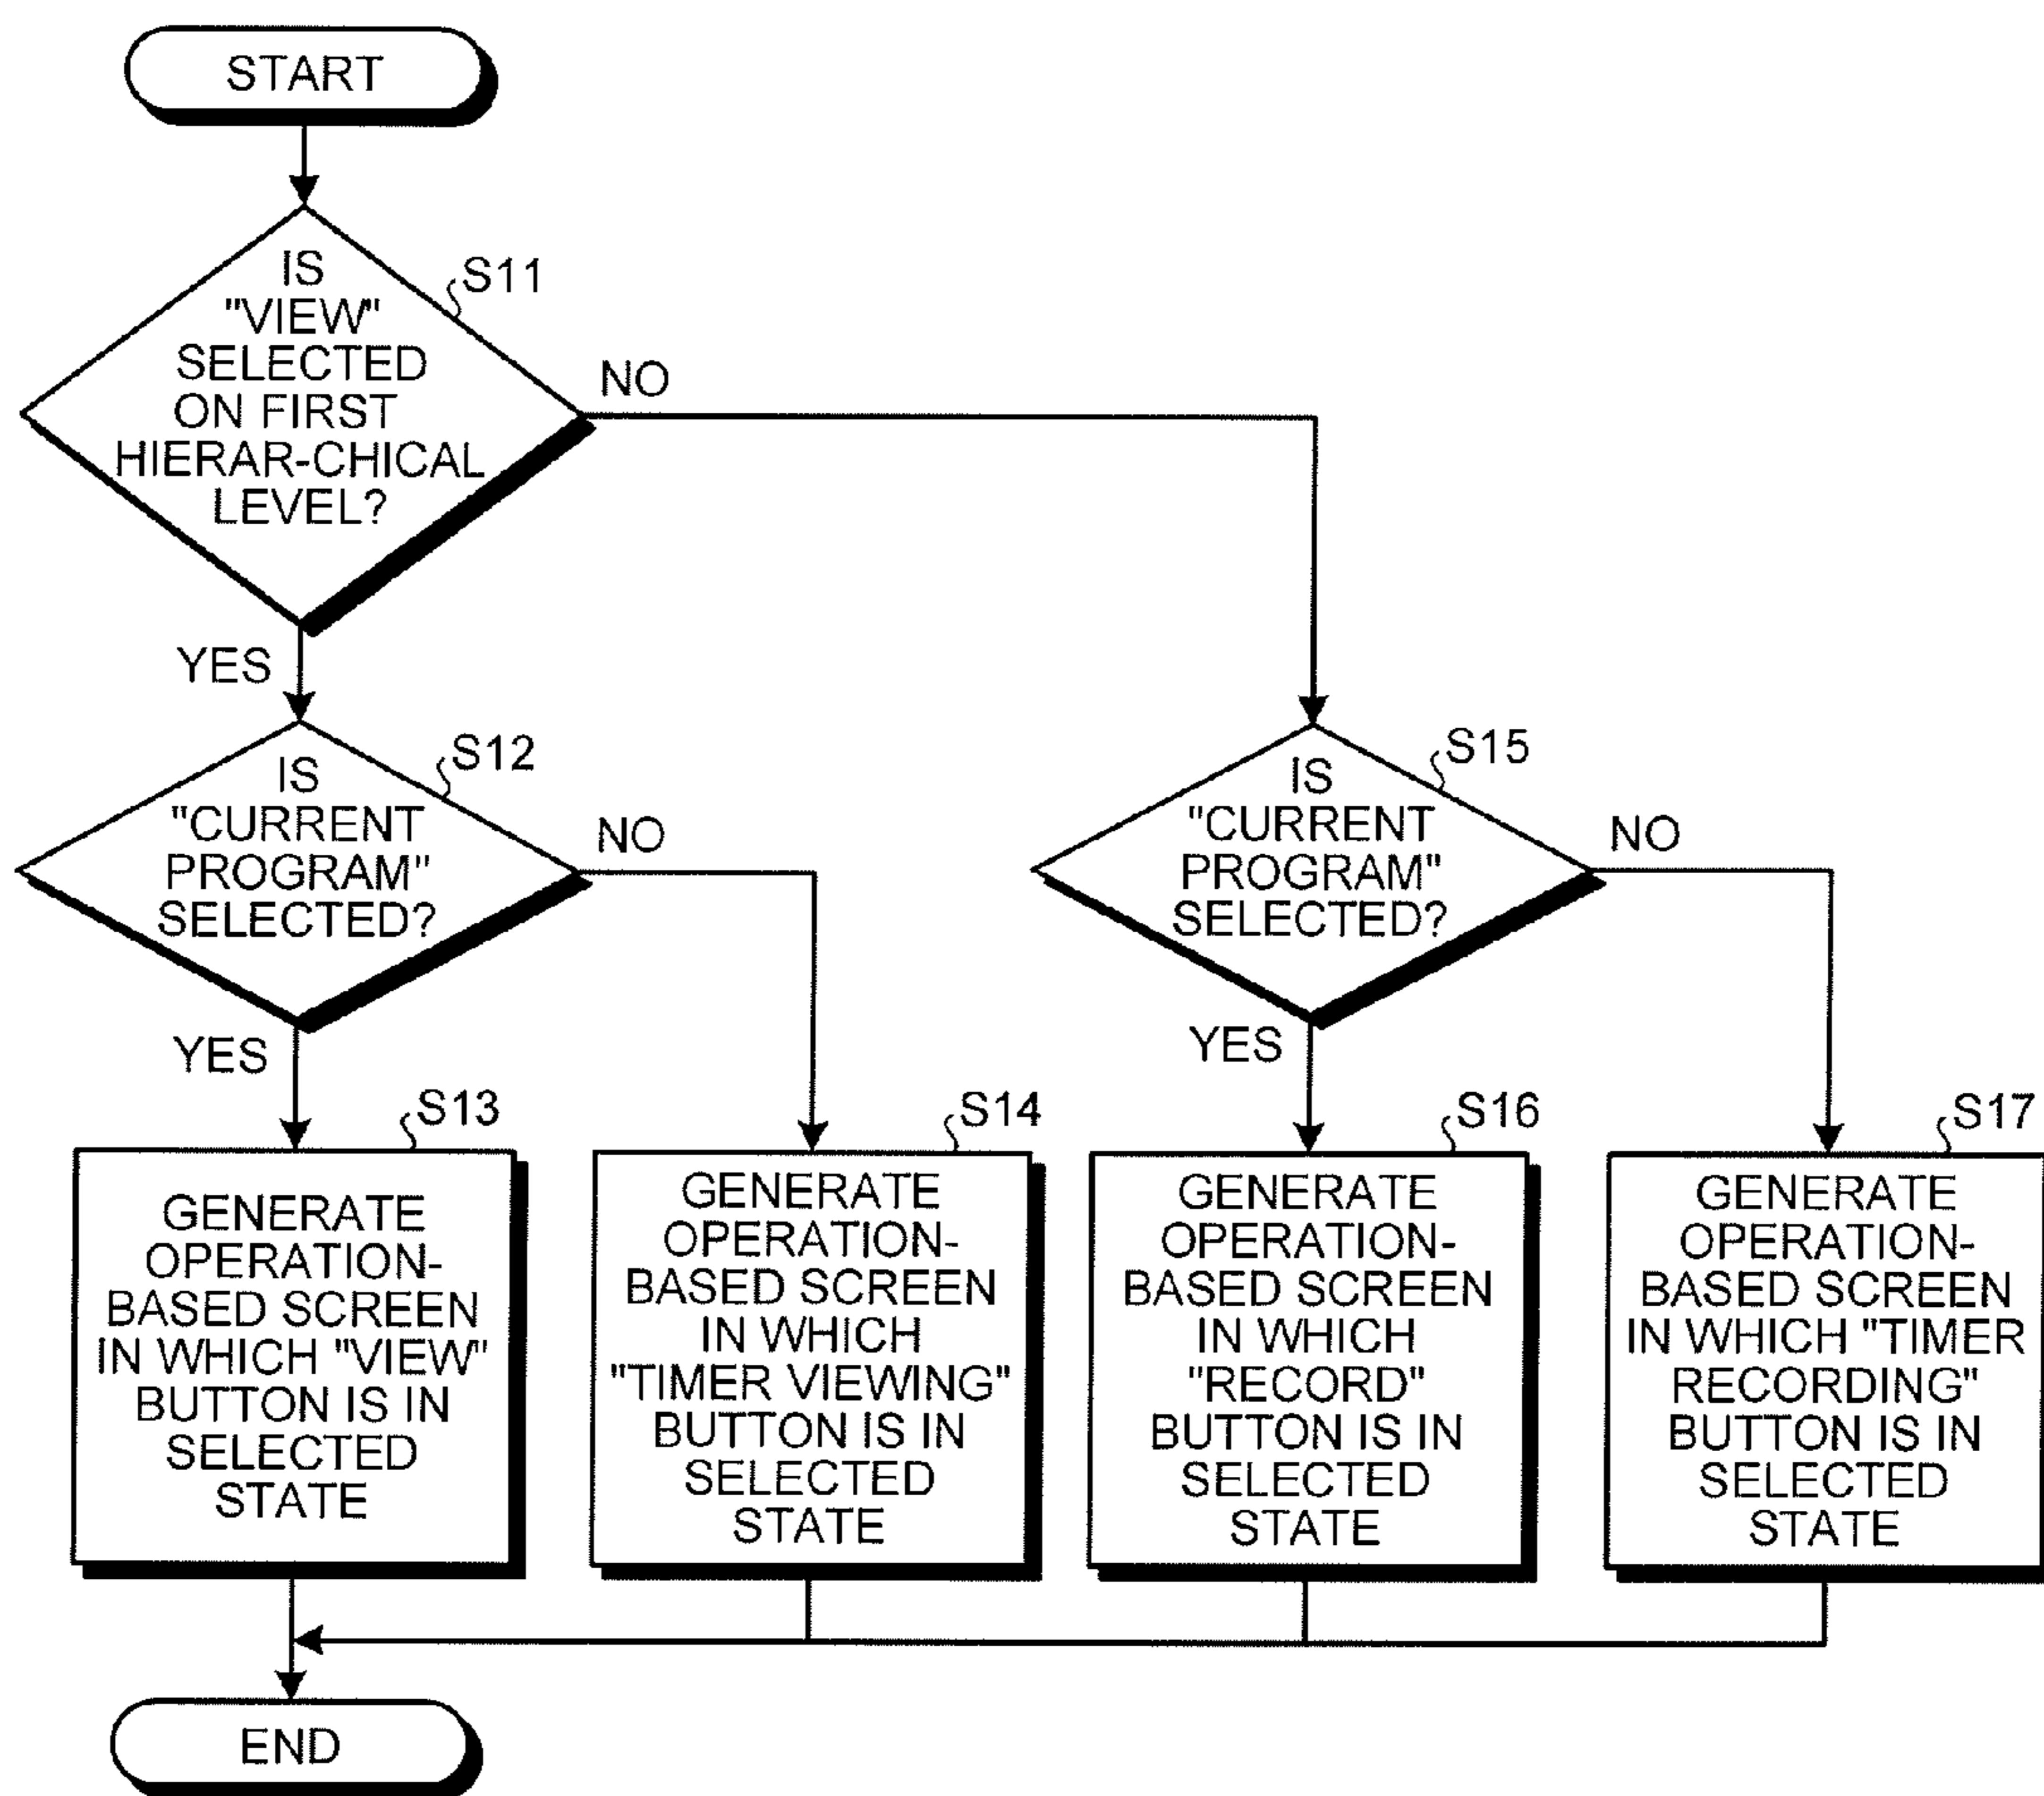 START
IS
"VIEW"
SELECTED
ON FIRST
HIERAR-CHICAL
LEVEL?
S11
NO
YES
IS
"CURRENT
PROGRAM"
SELECTED?
S12
NO
YES
IS
"CURRENT
PROGRAM"
SELECTED?
S15
NO
YES
S13
GENERATE
OPERATION-
BASED SCREEN
IN WHICH "VIEW"
BUTTON IS IN
SELECTED
STATE
S14
GENERATE
OPERATION-
BASED SCREEN
IN WHICH
"TIMER VIEWING"
BUTTON IS IN
SELECTED
STATE
S16
GENERATE
OPERATION-
BASED SCREEN
IN WHICH
"RECORD"
BUTTON IS IN
SELECTED
STATE
S17
GENERATE
OPERATION-
BASED SCREEN
IN WHICH "TIMER
RECORDING"
BUTTON IS IN
SELECTED
STATE
END